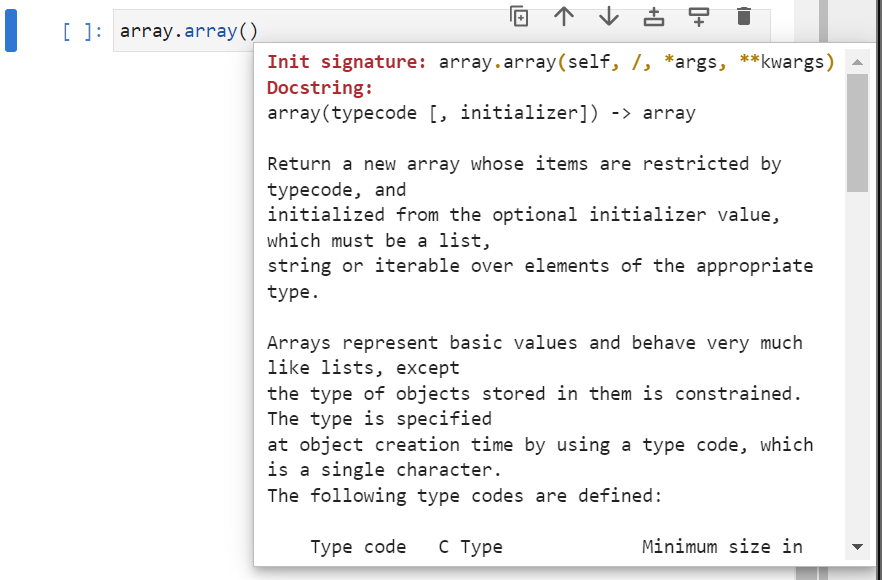 [ ]: array.array()
Init signature: array.array(self, /, *args, **kwargs)
Docstring:
array(typecode [, initializer]) -> array
Return a new array whose items are restricted by
typecode, and
initialized from the optional initializer value,
which must be a list,
string or iterable over elements of the appropriate
type.
Arrays represent basic values and behave very much
like lists, except
the type of objects stored in them is constrained.
The type is specified
at object creation time by using a type code, which
is a single character.
The following type codes are defined:
Type code   C Type             Minimum size in